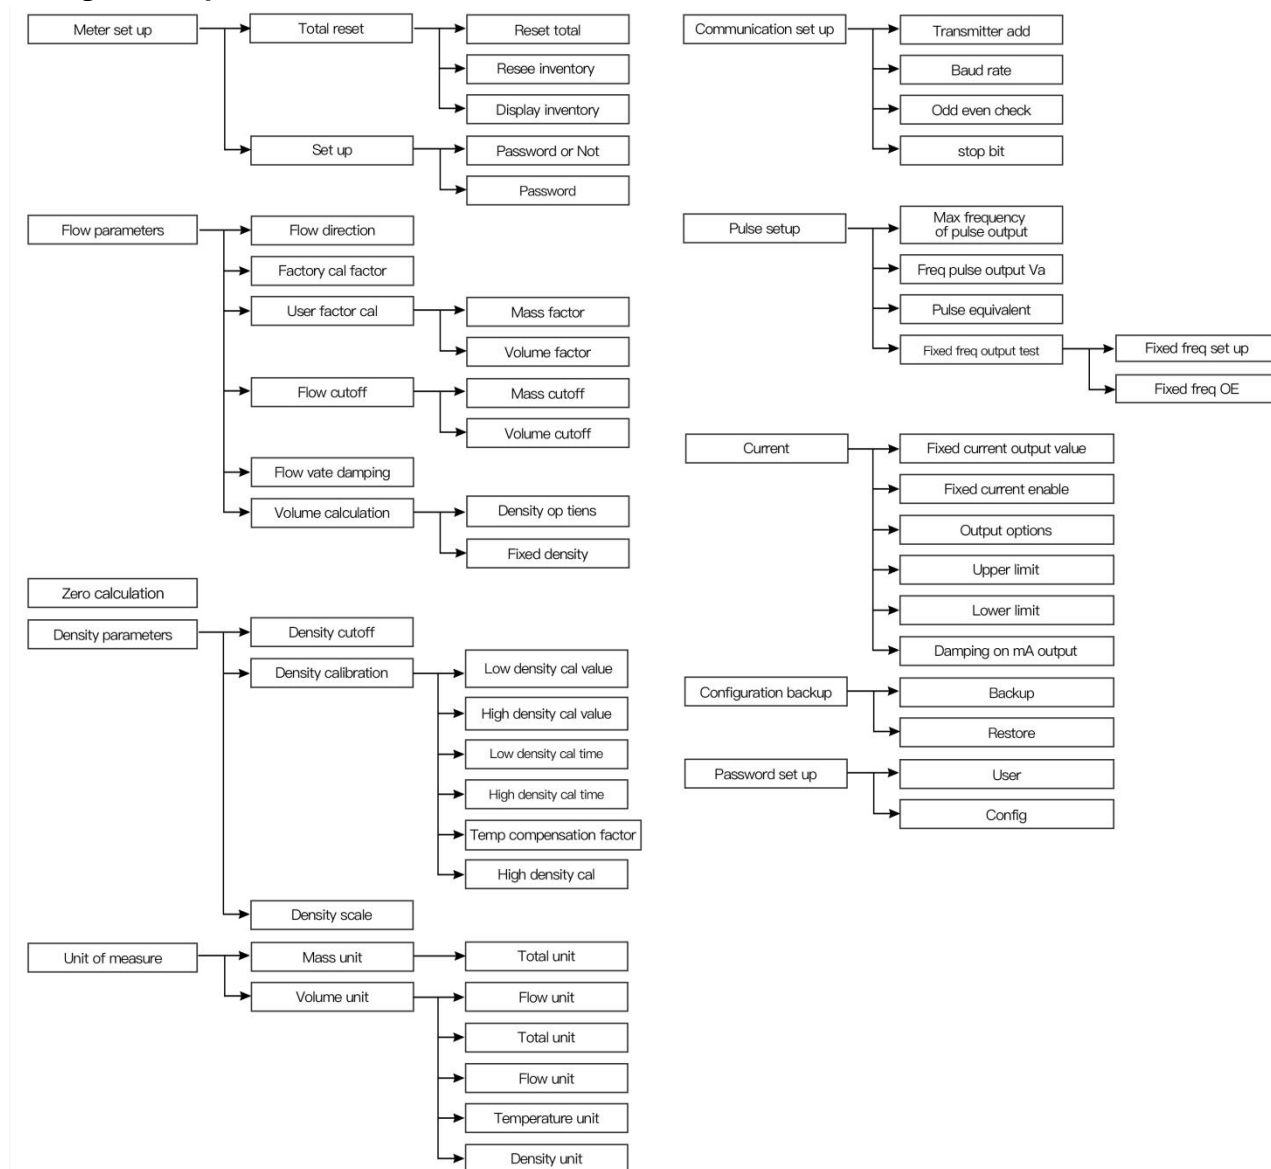 Meter set up
Total reset
Reset total
Resee inventory
Display inventory
Set up
Password or Not
Password
Flow parameters
Flow direction
Factory cal factor
User factor cal
Mass factor
Volume factor
Flow cutoff
Mass cutoff
Volume cutoff
Flow vate damping
Volume calculation
Density op tiens
Fixed density
Zero calculation
Density parameters
Density cutoff
Density calibration
Low density cal value
High density cal value
Low density cal time
High density cal time
Temp compensation factor
High density cal
Density scale
Unit of measure
Mass unit
Total unit
Volume unit
Flow unit
Total unit
Flow unit
Temperature unit
Density unit
Communication set up
Transmitter add
Baud rate
Odd even check
stop bit
Pulse setup
Max frequency
of pulse output
Freq pulse output Va
Pulse equivalent
Fixed freq output test
Fixed freq set up
Fixed freq OE
Current
Fixed current output value
Fixed current enable
Output options
Upper limit
Lower limit
Damping on mA output
Configuration backup
Backup
Restore
Password set up
User
Config